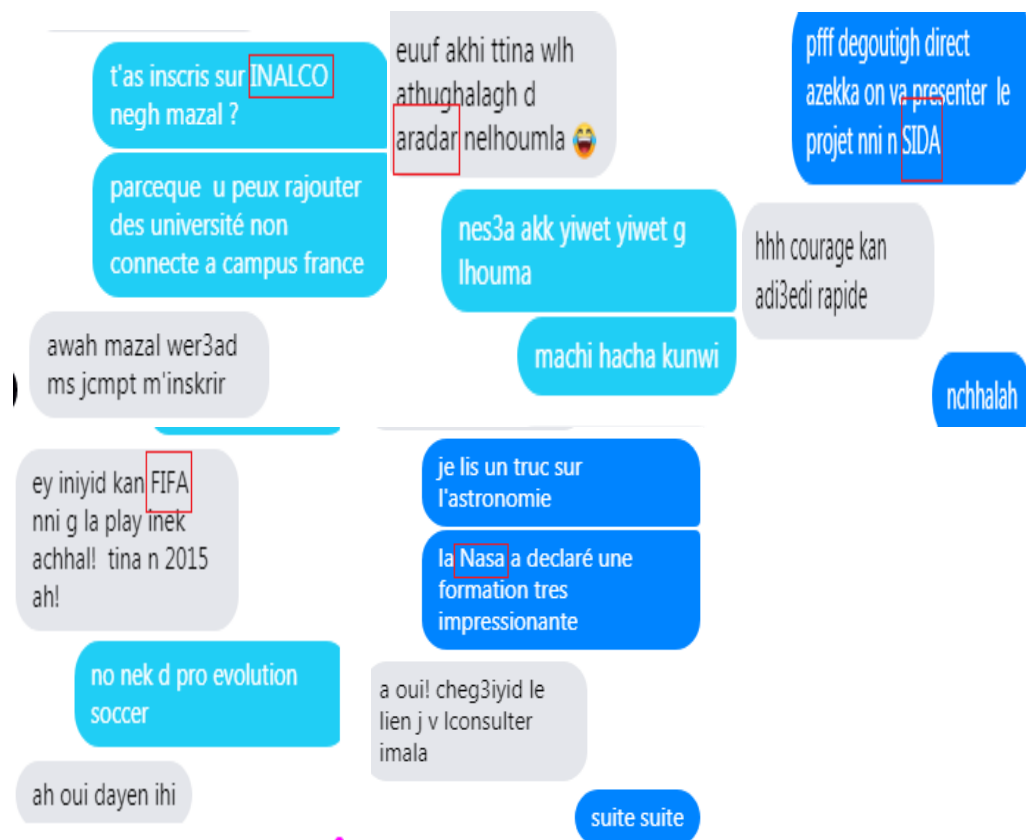 t'as inscris sur INALCO
negh mazal ?
parceque u peux rajouter
des université non
connecte a campus france
awah mazal wer3ad
ms jcmpt m'inskrir
euuf akhi ttina wlh
athughalagh d
aradar nelhoumla 😂
nes3a akk yiwet yiwet g
lhouma
machi hacha kunwi
pfff degoutigh direct
azekka on va presenter le
projet nni n SIDA
hhh courage kan
adi3edi rapide
nchhalah
ey iniyid kan FIFA
nni g la play inek
achhal! tina n 2015
ah!
no nek d pro evolution
soccer
ah oui dayen ihi
je lis un truc sur
l'astronomie
la Nasa a declaré une
formation tres
impressionante
a oui! cheg3iyid le
lien j v lconsulter
imala
suite suite